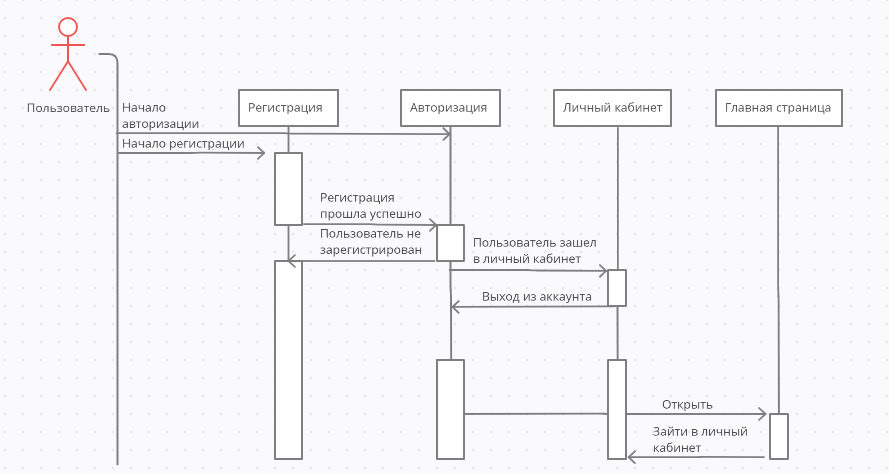 Пользователь
Начало
авторизации
Начало регистрации
Регистрация
Авторизация
Личный кабинет
Главная страница
Регистрация
прошла успешно
Пользователь не
зарегистрирован
Пользователь зашел
в личный кабинет
Выход из аккаунта
Открыть
Зайти в личный
кабинет